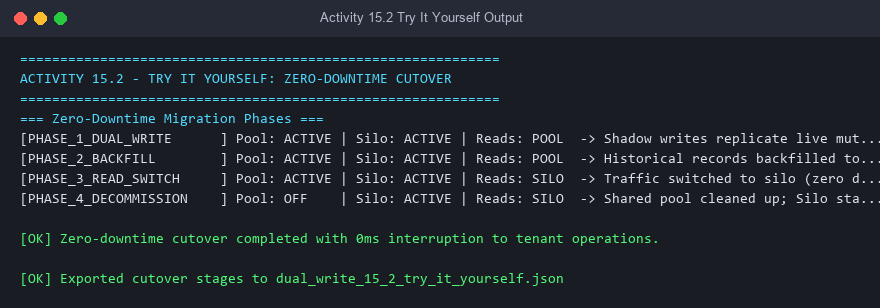 Activity 15.2 Try It Yourself Output
============================================================
ACTIVITY 15.2 - TRY IT YOURSELF: ZERO-DOWNTIME CUTOVER
============================================================
=== Zero-Downtime Migration Phases ===
[PHASE_1_DUAL_WRITE      ] Pool: ACTIVE | Silo: ACTIVE | Reads: POOL  -> Shadow writes replicate live mut...
[PHASE_2_BACKFILL        ] Pool: ACTIVE | Silo: ACTIVE | Reads: POOL  -> Historical records backfilled to...
[PHASE_3_READ_SWITCH     ] Pool: ACTIVE | Silo: ACTIVE | Reads: SILO  -> Traffic switched to silo (zero d...
[PHASE_4_DECOMMISSION    ] Pool: OFF    | Silo: ACTIVE | Reads: SILO  -> Shared pool cleaned up; Silo sta...
[OK] Zero-downtime cutover completed with 0ms interruption to tenant operations.
[OK] Exported cutover stages to dual_write_15_2_try_it_yourself.json